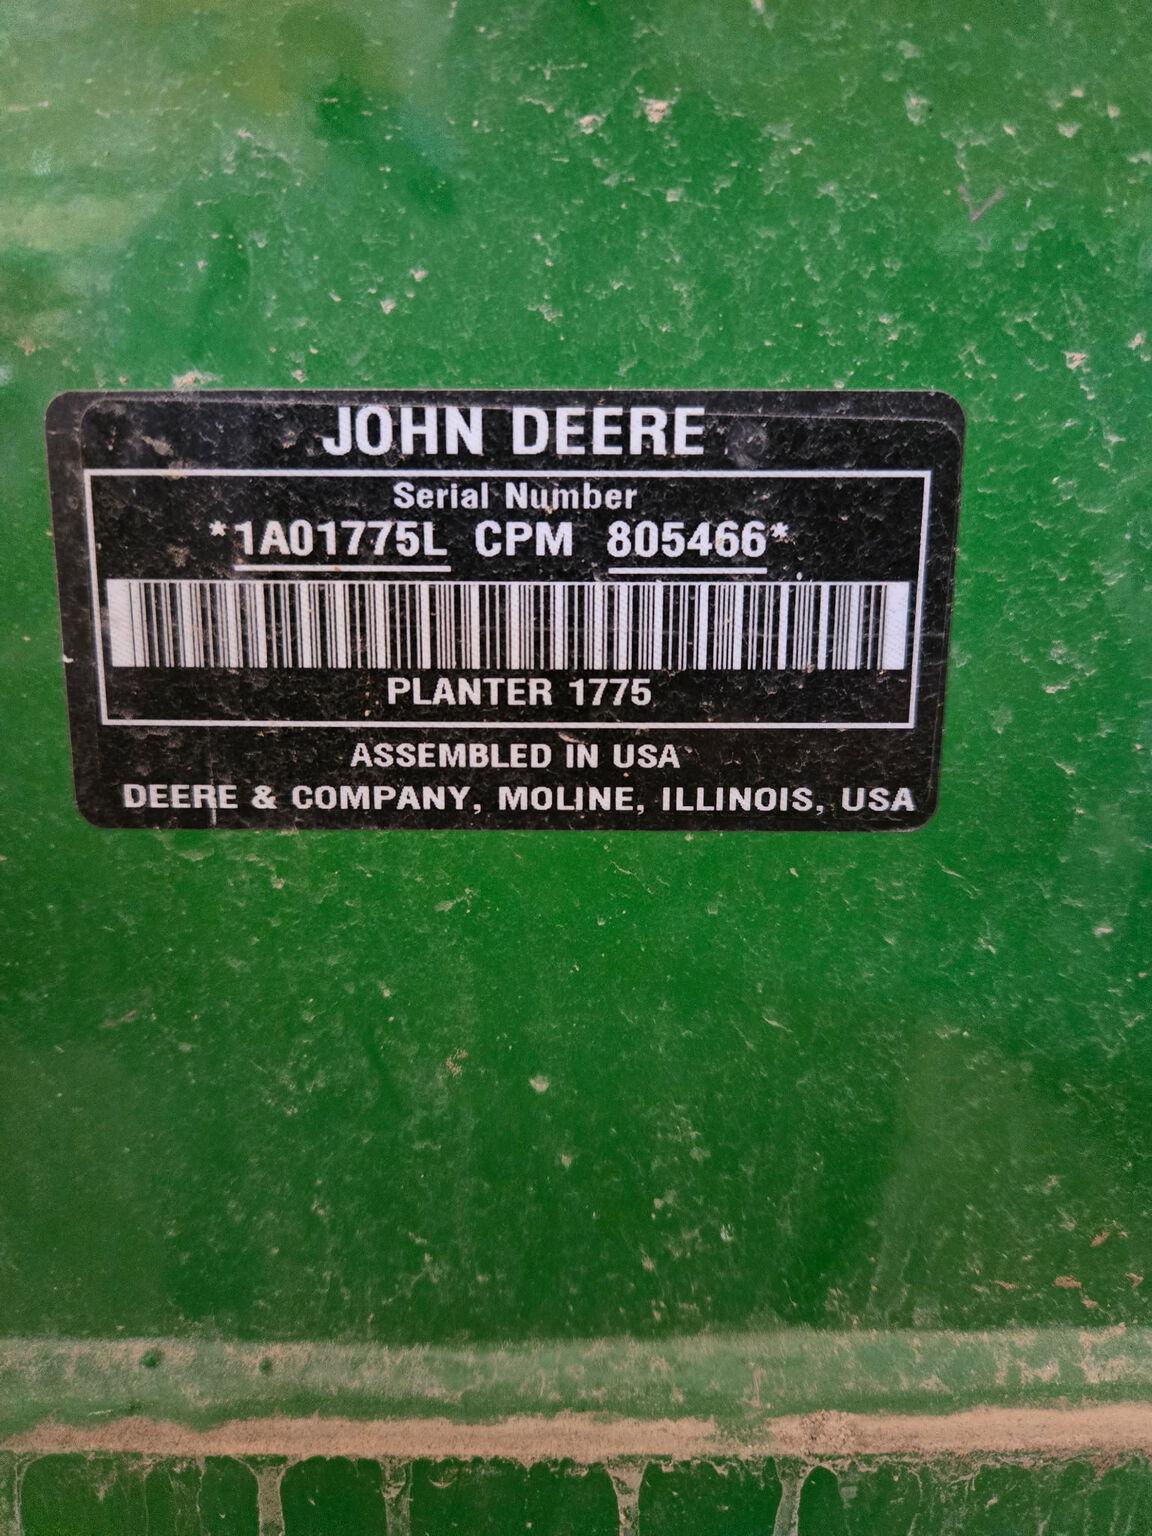 JOHN DEERE
Serial Number
*1A01775L CPM 805466*
PLANTER 1775
ASSEMBLED IN USA
DEERE & COMPANY, MOLINE, ILLINOIS, USA